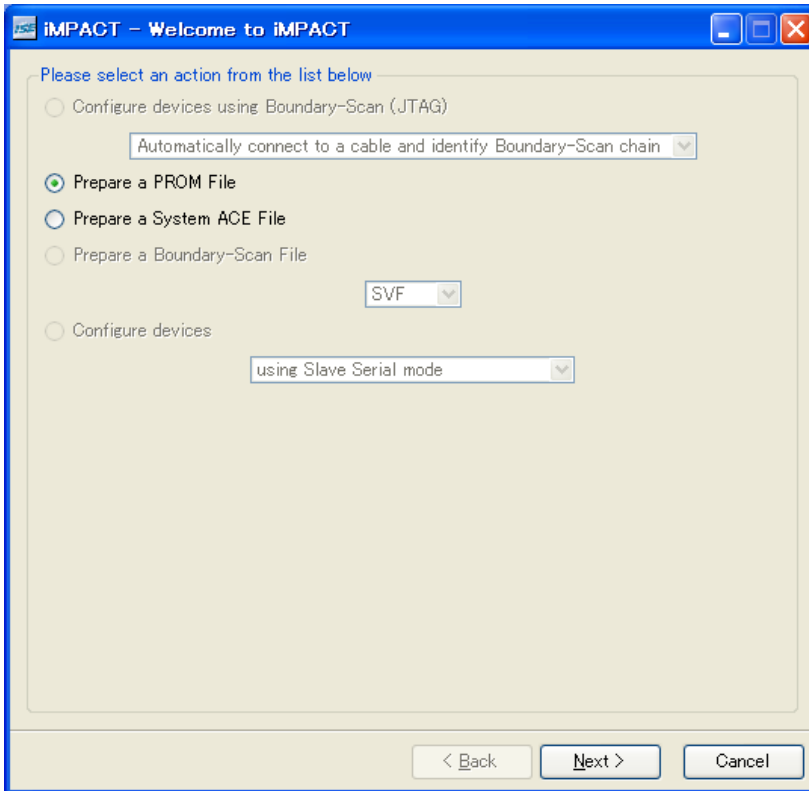 ISE iMPACT - Welcome to iMPACT
Please select an action from the list below
Configure devices using Boundary-Scan (JTAG)
Automatically connect to a cable and identify Boundary-Scan chain
Prepare a PROM File
Prepare a System ACE File
Prepare a Boundary-Scan File
SVF
Configure devices
using Slave Serial mode
< Back Next > Cancel